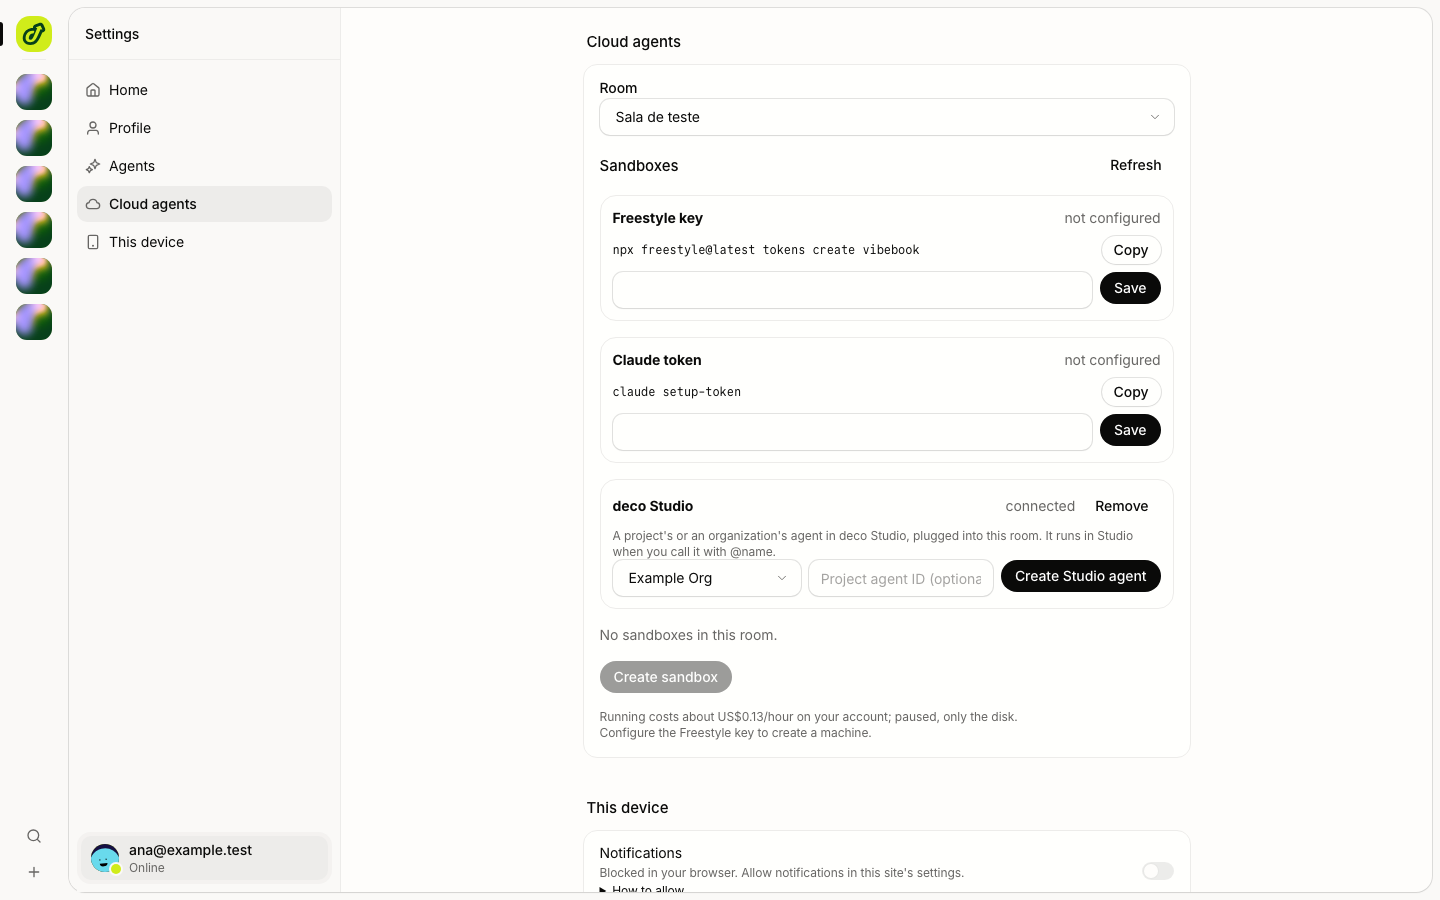 Settings
Home
Profile
Agents
Cloud agents
This device
ana@example.test
Online
Cloud agents
Room
Sala de teste
Sandboxes
Refresh
Freestyle key
not configured
npx freestyle@latest tokens create vibebook
Copy
Save
Claude token
not configured
claude setup-token
Copy
Save
deco Studio
connected
Remove
A project's or an organization's agent in deco Studio, plugged into this room. It runs in Studio
when you call it with @name.
Example Org
Project agent ID (optiona
Create Studio agent
No sandboxes in this room.
Create sandbox
Running costs about US$0.13/hour on your account; paused, only the disk.
Configure the Freestyle key to create a machine.
This device
Notifications
Blocked in your browser. Allow notifications in this site's settings.
How to allow